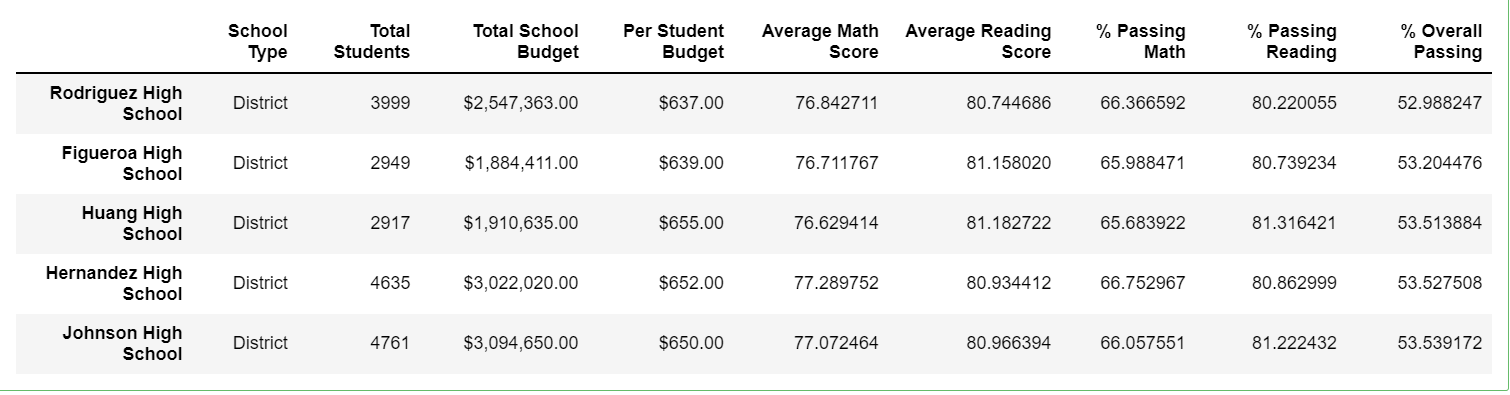 School Total Total School Per Student Average Math Average Reading % Passing % Passing % Overall
Type Students Budget Budget Score Score Math Reading Passing
Rodriguez High
School District 3999 $2,547,363.00 $637.00 76.842711 80.744686 66.366592 80.220055 52.988247
Figueroa High
School District 2949 $1,884,411.00 $639.00 76.711767 81.158020 65.988471 80.739234 53.204476
Huang High
School District 2917 $1,910,635.00 $655.00 76.629414 81.182722 65.683922 81.316421 53.513884
Hernandez High
School District 4635 $3,022,020.00 $652.00 77.289752 80.934412 66.752967 80.862999 53.527508
Johnson High
School District 4761 $3,094,650.00 $650.00 77.072464 80.966394 66.057551 81.222432 53.539172